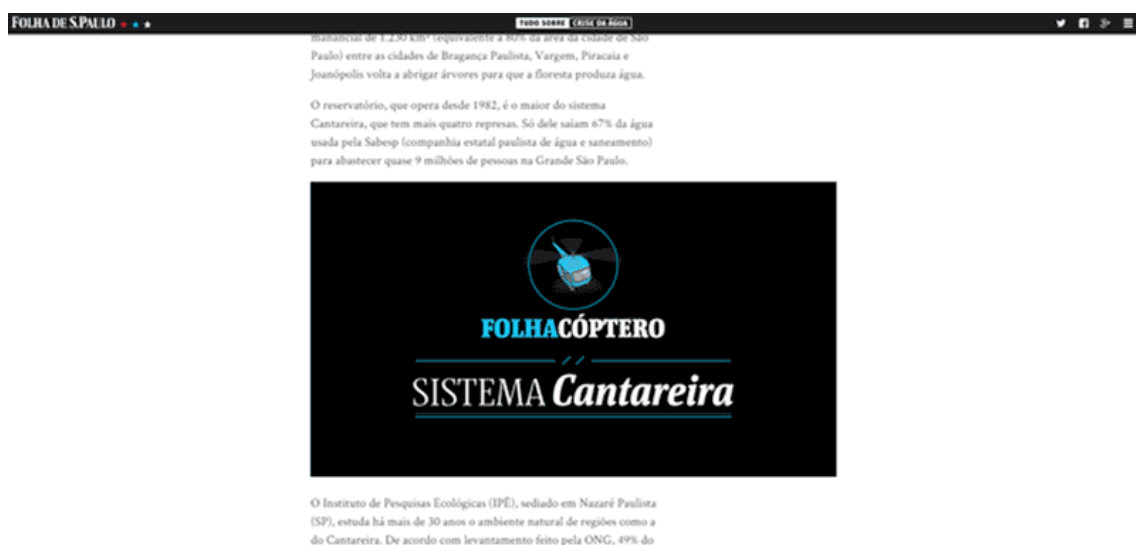 FOLHA DE S.PAULO
TUDO SOBRE CRISE DA ÁGUA
manancial de 1.230 km² (equivalente a 80% da área da cidade de São
Paulo) entre as cidades de Bragança Paulista, Vargem, Piracaia e
Joanópolis volta a abrigar árvores para que a floresta produza água.
O reservatório, que opera desde 1982, é o maior do sistema
Cantareira, que tem mais quatro represas. Só dele saíam 67% da água
usada pela Sabesp (companhia estatal paulista de água e saneamento)
para abastecer quase 9 milhões de pessoas na Grande São Paulo.
FOLHACÓPTERO
SISTEMA Cantareira
O Instituto de Pesquisas Ecológicas (IPÊ), sediado em Nazaré Paulista
(SP), estuda há mais de 30 anos o ambiente natural de regiões como a
do Cantareira. De acordo com levantamento feito pela ONG, 49% do